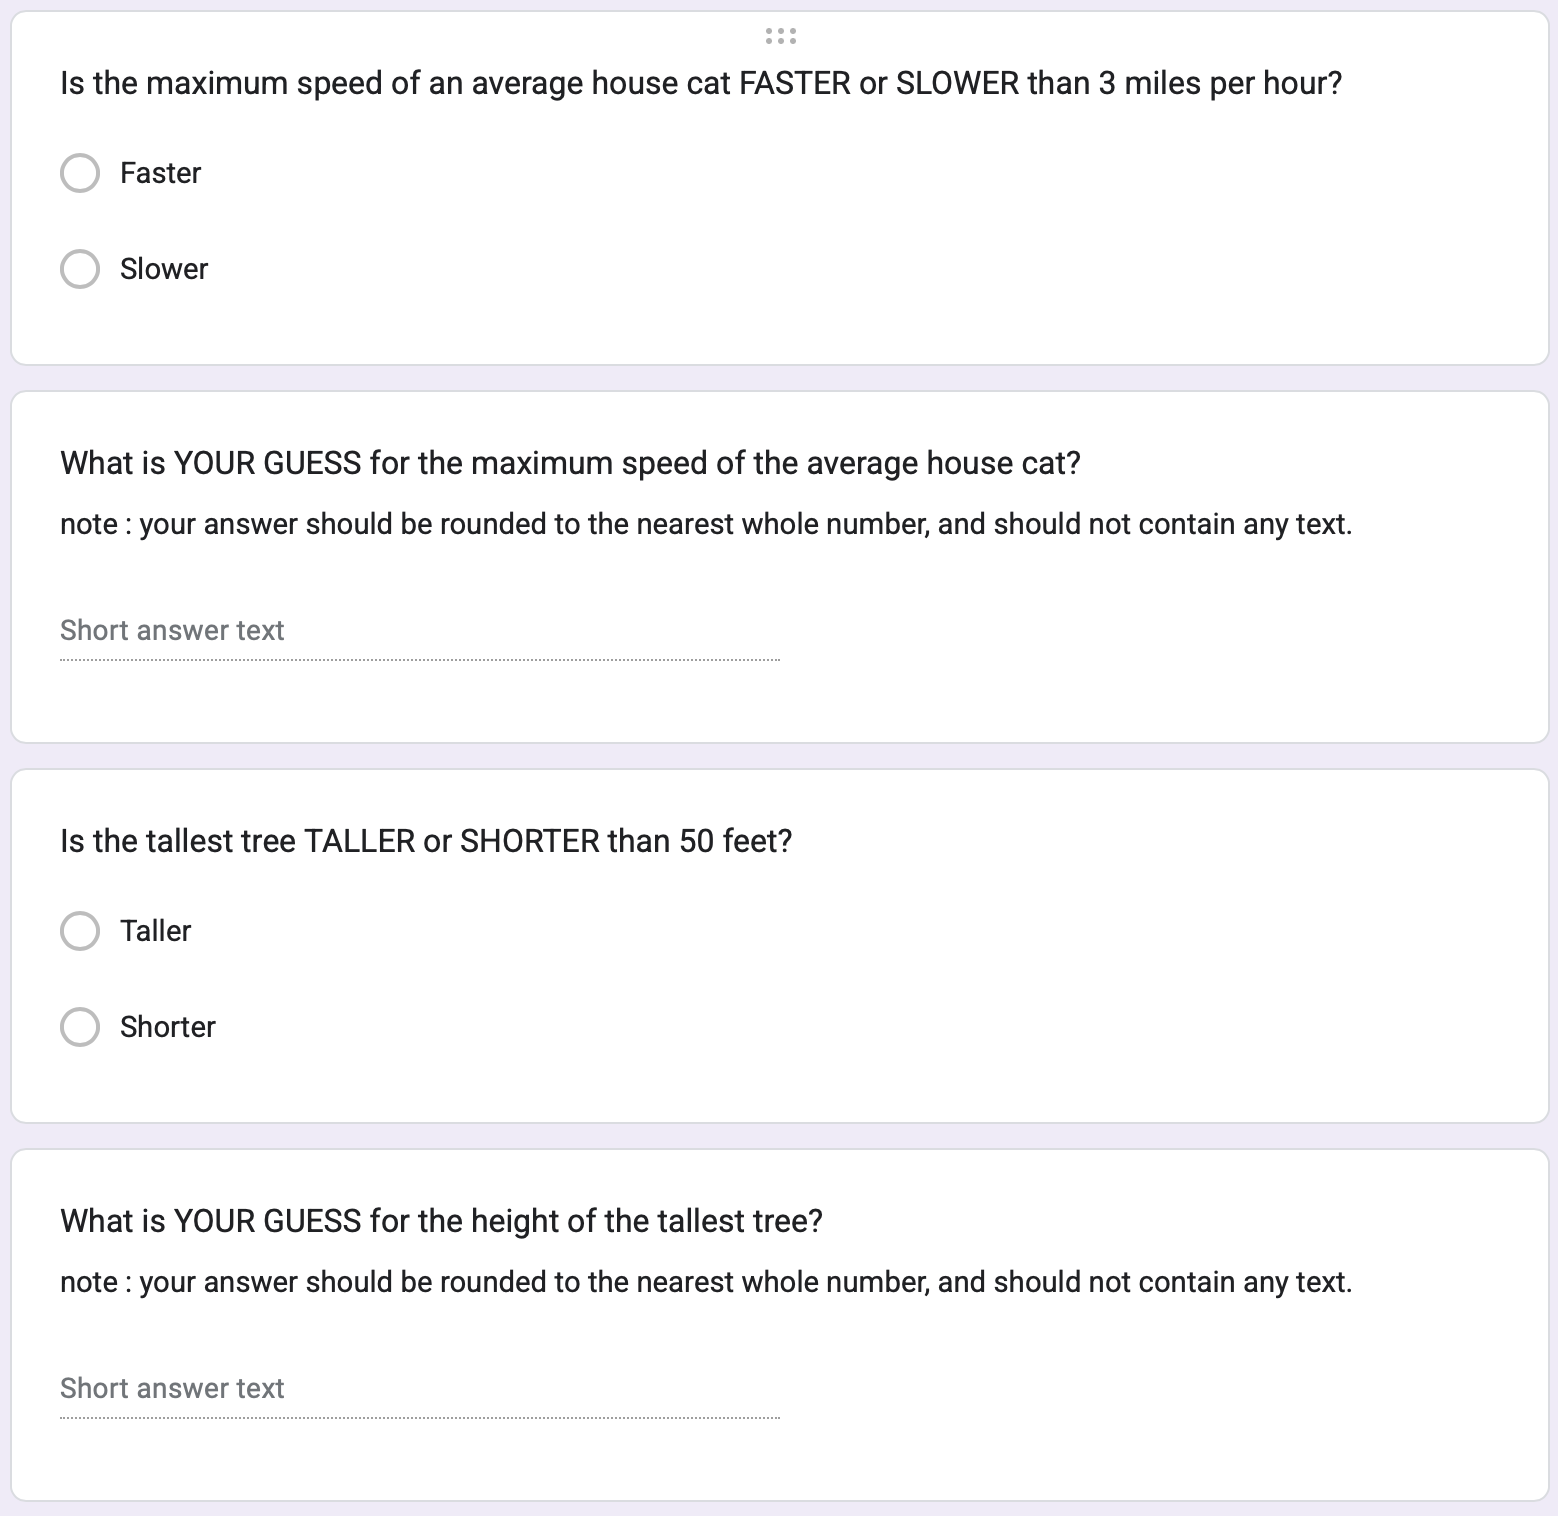 Is the maximum speed of an average house cat FASTER or SLOWER than 3 miles per hour?
Faster
Slower
What is YOUR GUESS for the maximum speed of the average house cat?
note : your answer should be rounded to the nearest whole number, and should not contain any text.
Short answer text
Is the tallest tree TALLER or SHORTER than 50 feet?
Taller
Shorter
What is YOUR GUESS for the height of the tallest tree?
note : your answer should be rounded to the nearest whole number, and should not contain any text.
Short answer text